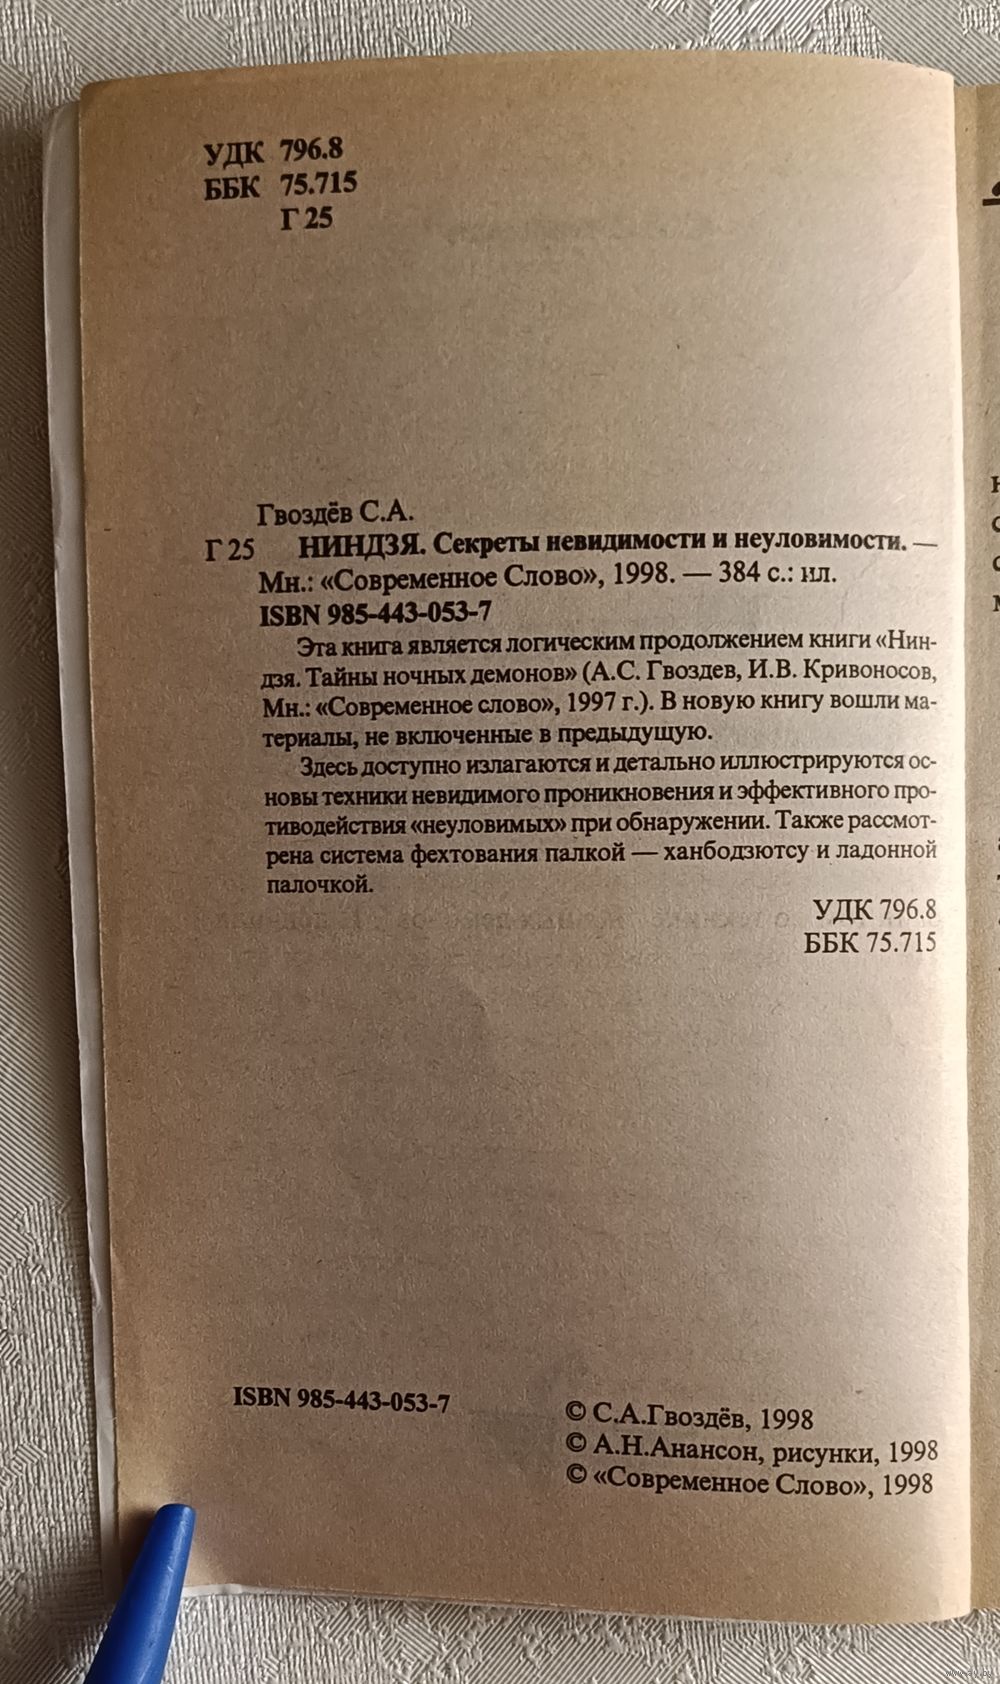 УДК 796.8
ББК 75.715
Г 25
Гвоздёв С.А.
Г 25 НИНДЗЯ. Секреты невидимости и неуловимости. —
Мн.: «Современное Слово», 1998. — 384 с.: ил.
ISBN 985-443-053-7
Эта книга является логическим продолжением книги «Нин-
дзя. Тайны ночных демонов» (А.С. Гвоздев, И.В. Кривоносов,
Мн.: «Современное слово», 1997 г.). В новую книгу вошли ма-
териалы, не включенные в предыдущую.
Здесь доступно излагаются и детально иллюстрируются ос-
новы техники невидимого проникновения и эффективного про-
тиводействия «неуловимых» при обнаружении. Также рассмот-
рена система фехтования палкой — ханбодзютсу и ладонной
палочкой.
УДК 796.8
ББК 75.715
ISBN 985-443-053-7
© С.А.Гвоздёв, 1998
© А.Н.Анансон, рисунки, 1998
© «Современное Слово», 1998